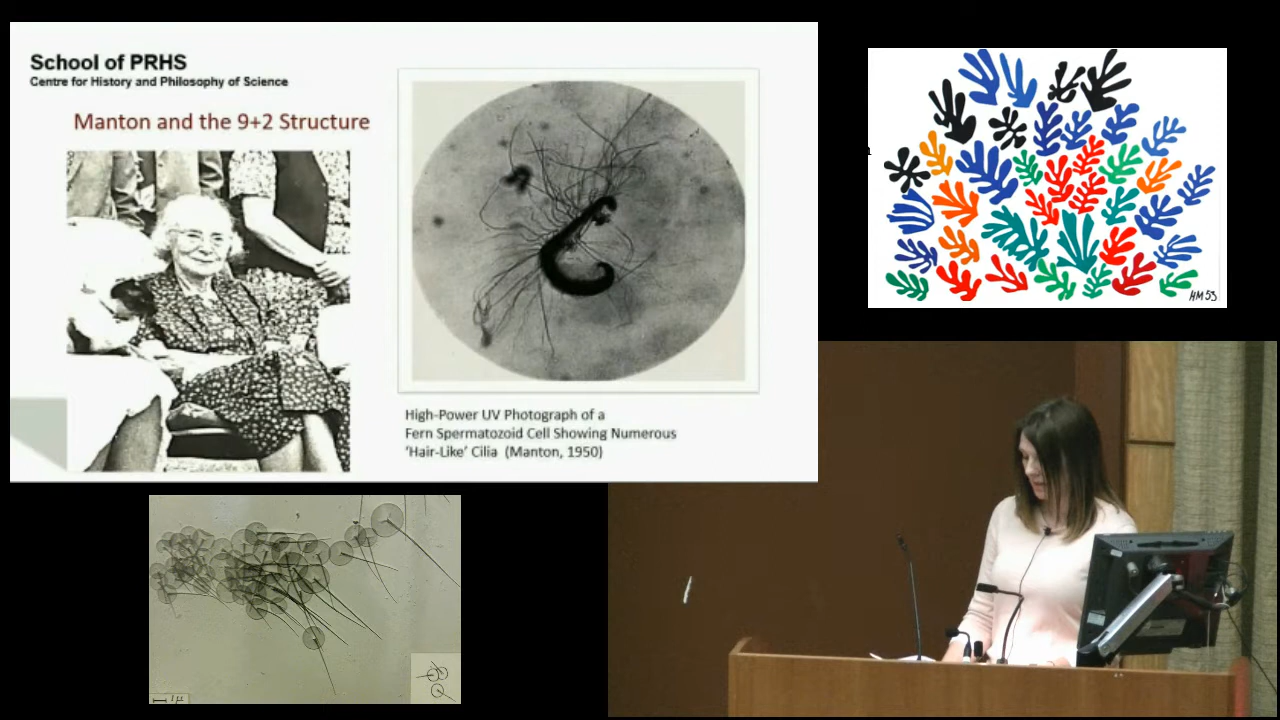 School of PRHS
Centre for History and Philosophy of Science
Manton and the 9+2 Structure
High-Power UV Photograph of a
Fern Spermatozoid Cell Showing Numerous
‘Hair-Like’ Cilia (Manton, 1950)
HM 53
1 µ